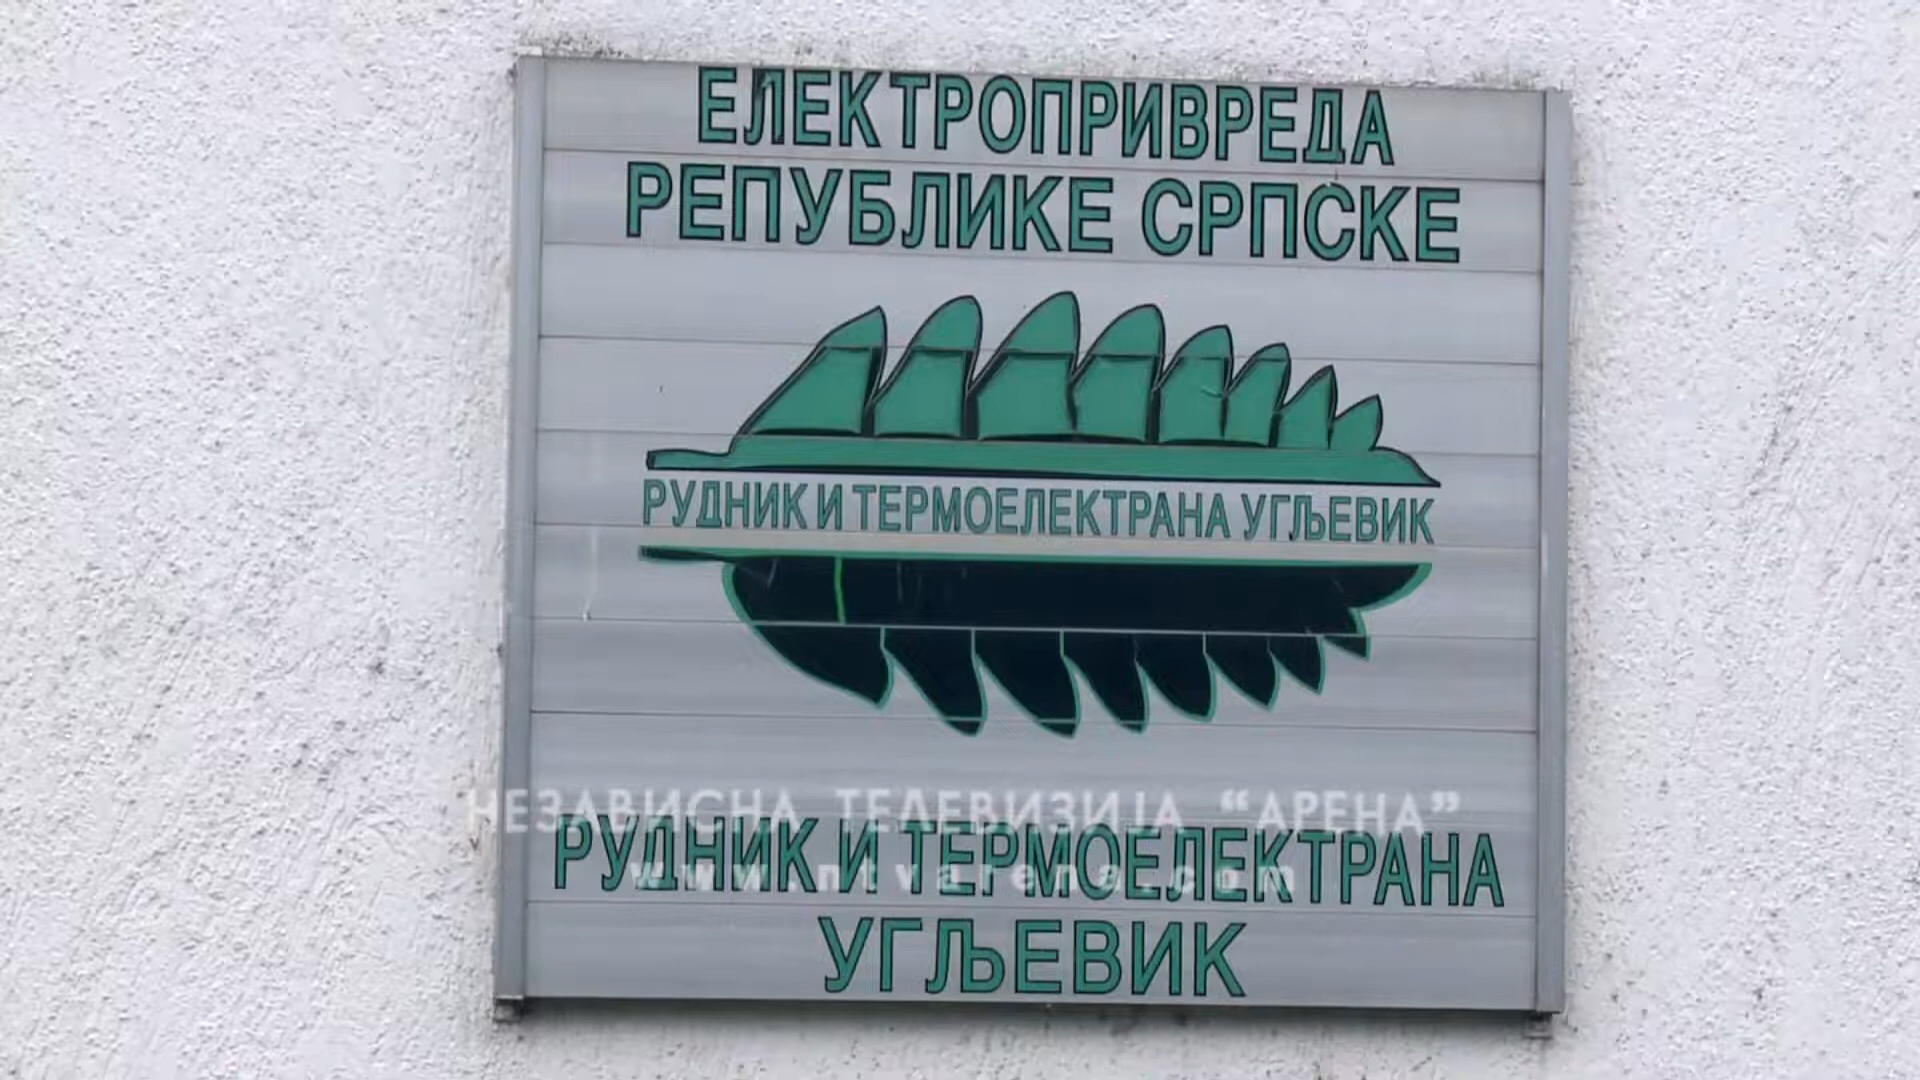 ЕЛЕКТРОПРИВРЕДА
РЕПУБЛИКЕ СРПСКЕ
РУДНИК И ТЕРМОЕЛЕКТРАНА УГЉЕВИК
НЕЗАВИСНА ТЕЛЕВИЗИЈА “АРЕНА”
РУДНИК И ТЕРМОЕЛЕКТРАНА
www.ntvarena.com
УГЉЕВИК